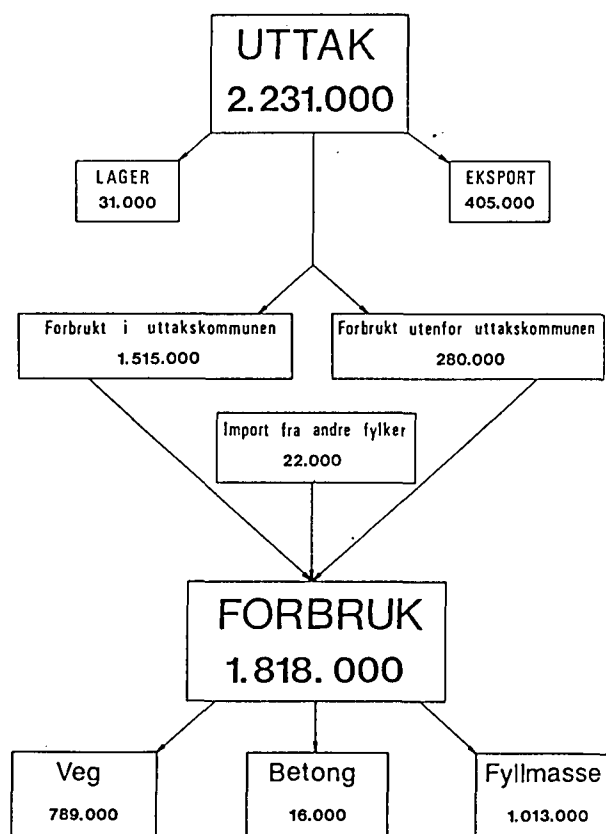 UTTAK
2.231.000
LAGER
31.000
EKSPORT
405.000
Forbrukt i uttakskommunen
1.515.000
Forbrukt utenfor uttakskommunen
280.000
Import fra andre fylker
22.000
FORBRUK
1.818.000
Veg
789.000
Betong
16.000
Fyllmasse
1.013.000